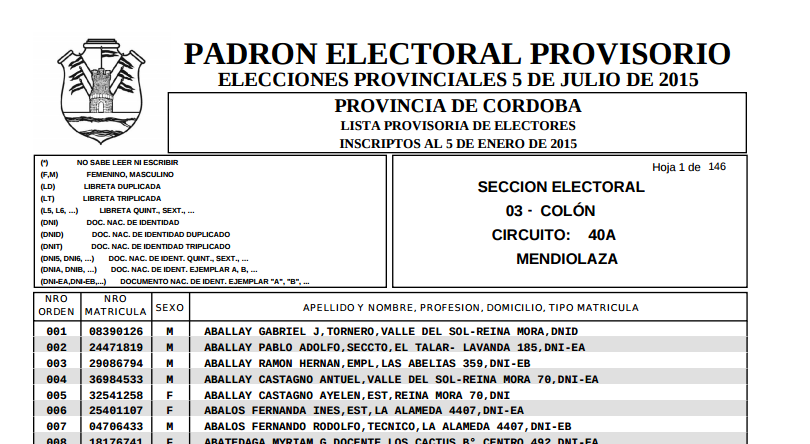 PADRON ELECTORAL PROVISORIO
ELECCIONES PROVINCIALES 5 DE JULIO DE 2015
PROVINCIA DE CORDOBA
LISTA PROVISORIA DE ELECTORES
INSCRIPTOS AL 5 DE ENERO DE 2015
(*) NO SABE LEER NI ESCRIBIR
(F,M) FEMENINO, MASCULINO
(LD) LIBRETA DUPLICADA
(LT) LIBRETA TRIPLICADA
(L5, L6, ...) LIBRETA QUINT., SEXT., ...
(DNI) DOC. NAC. DE IDENTIDAD
(DNID) DOC. NAC. DE IDENTIDAD DUPLICADO
(DNIT) DOC. NAC. DE IDENTIDAD TRIPLICADO
(DNI5, DNI6, ...) DOC. NAC. DE IDENT. QUINT., SEXT., ...
(DNIA, DNIB, ...) DOC. NAC. DE IDENT. EJEMPLAR A, B, ...
(DNI-EA,DNI-EB,...) DOCUMENTO NAC. DE IDENT. EJEMPLAR "A", "B", ...
Hoja 1 de 146
SECCION ELECTORAL
03 - COLÓN
CIRCUITO: 40A
MENDIOLAZA
NRO ORDEN NRO MATRICULA SEXO APELLIDO Y NOMBRE, PROFESION, DOMICILIO, TIPO MATRICULA
001 08390126 M ABALLAY GABRIEL J,TORNERO,VALLE DEL SOL-REINA MORA,DNID
002 24471819 M ABALLAY PABLO ADOLFO,SECCTO,EL TALAR- LAVANDA 185,DNI-EA
003 29086794 M ABALLAY RAMON HERNAN,EMPL,LAS ABELIAS 359,DNI-EB
004 36984533 M ABALLAY CASTAGNO ANTUEL,VALLE DEL SOL-REINA MORA 70,DNI-EA
005 32541258 F ABALLAY CASTAGNO AYELEN,EST,REINA MORA 70,DNI
006 25401107 F ABALOS FERNANDA INES,EST,LA ALAMEDA 4407,DNI-EA
007 04706433 M ABALOS FERNANDO RODOLFO,TECNICO,LA ALAMEDA 4407,DNI-EB
008 18176741 F ABATEDAGA MYRIAM G,DOCENTE,LOS CACTUS B° CENTRO 492,DNI-EA